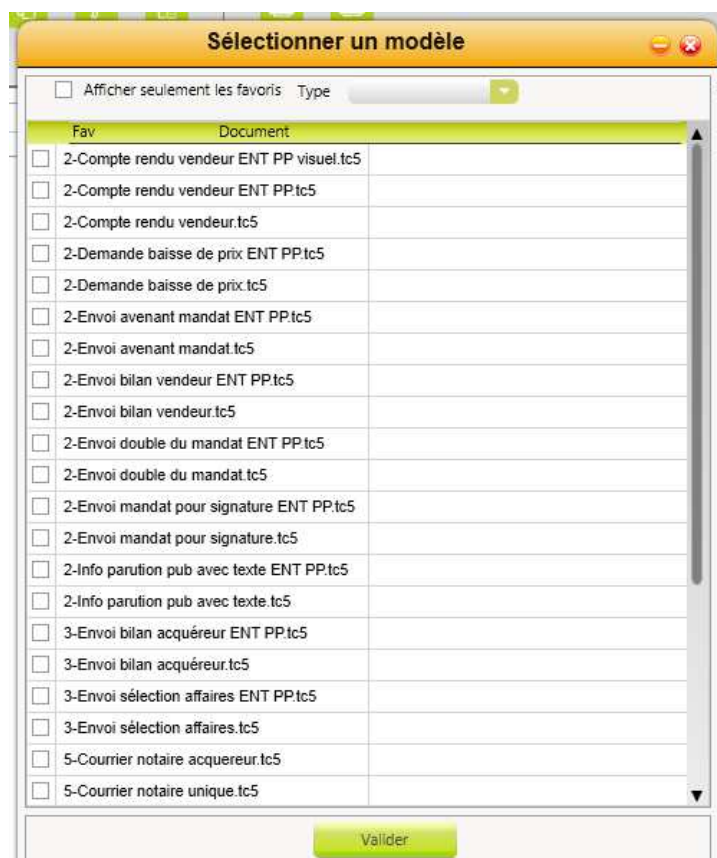 Sélectionner un modèle
Afficher seulement les favoris Type
Fav Document
2-Compte rendu vendeur ENT PP visuel.tc5
2-Compte rendu vendeur ENT PP.tc5
2-Compte rendu vendeur.tc5
2-Demande baisse de prix ENT PP.tc5
2-Demande baisse de prix.tc5
2-Envoi avenant mandat ENT PP.tc5
2-Envoi avenant mandat.tc5
2-Envoi bilan vendeur ENT PP.tc5
2-Envoi bilan vendeur.tc5
2-Envoi double du mandat ENT PP.tc5
2-Envoi double du mandat.tc5
2-Envoi mandat pour signature ENT PP.tc5
2-Envoi mandat pour signature.tc5
2-Info parution pub avec texte ENT PP.tc5
2-Info parution pub avec texte.tc5
3-Envoi bilan acquéreur ENT PP.tc5
3-Envoi bilan acquéreur.tc5
3-Envoi sélection affaires ENT PP.tc5
3-Envoi sélection affaires.tc5
5-Courrier notaire acquereur.tc5
5-Courrier notaire unique.tc5
Valider